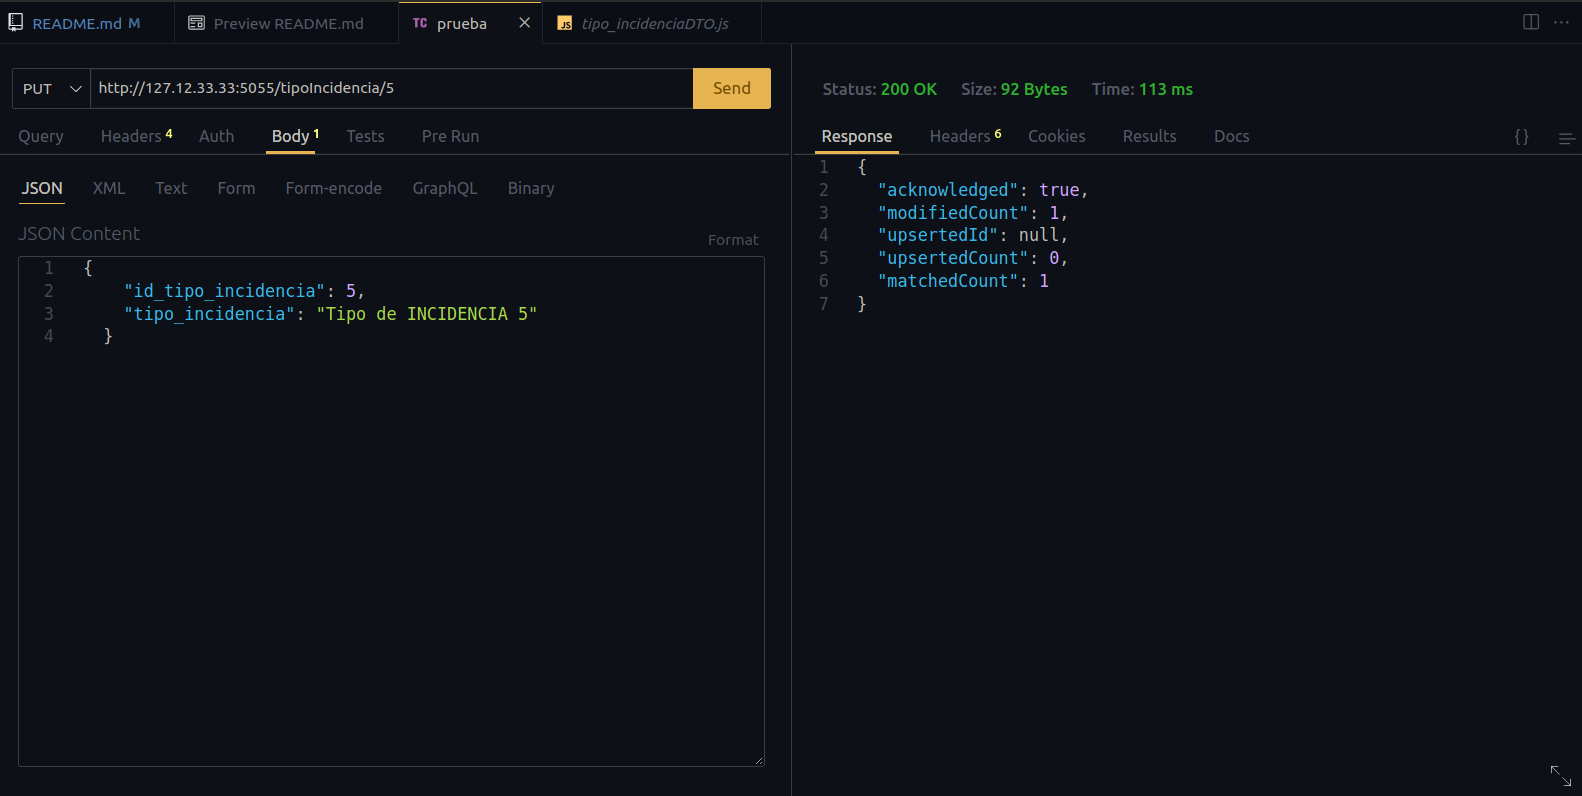 README.md M
Preview README.md
TC prueba
JS tipo_incidenciaDTO.js
PUT http://127.12.33.33:5055/tipoIncidencia/5 Send
Query Headers 4 Auth Body 1 Tests Pre Run
JSON XML Text Form Form-encode GraphQL Binary
JSON Content
Format
1 {
2 "id_tipo_incidencia": 5,
3 "tipo_incidencia": "Tipo de INCIDENCIA 5"
4 }
Status: 200 OK Size: 92 Bytes Time: 113 ms
Response Headers 6 Cookies Results Docs {}
1 {
2 "acknowledged": true,
3 "modifiedCount": 1,
4 "upsertedId": null,
5 "upsertedCount": 0,
6 "matchedCount": 1
7 }